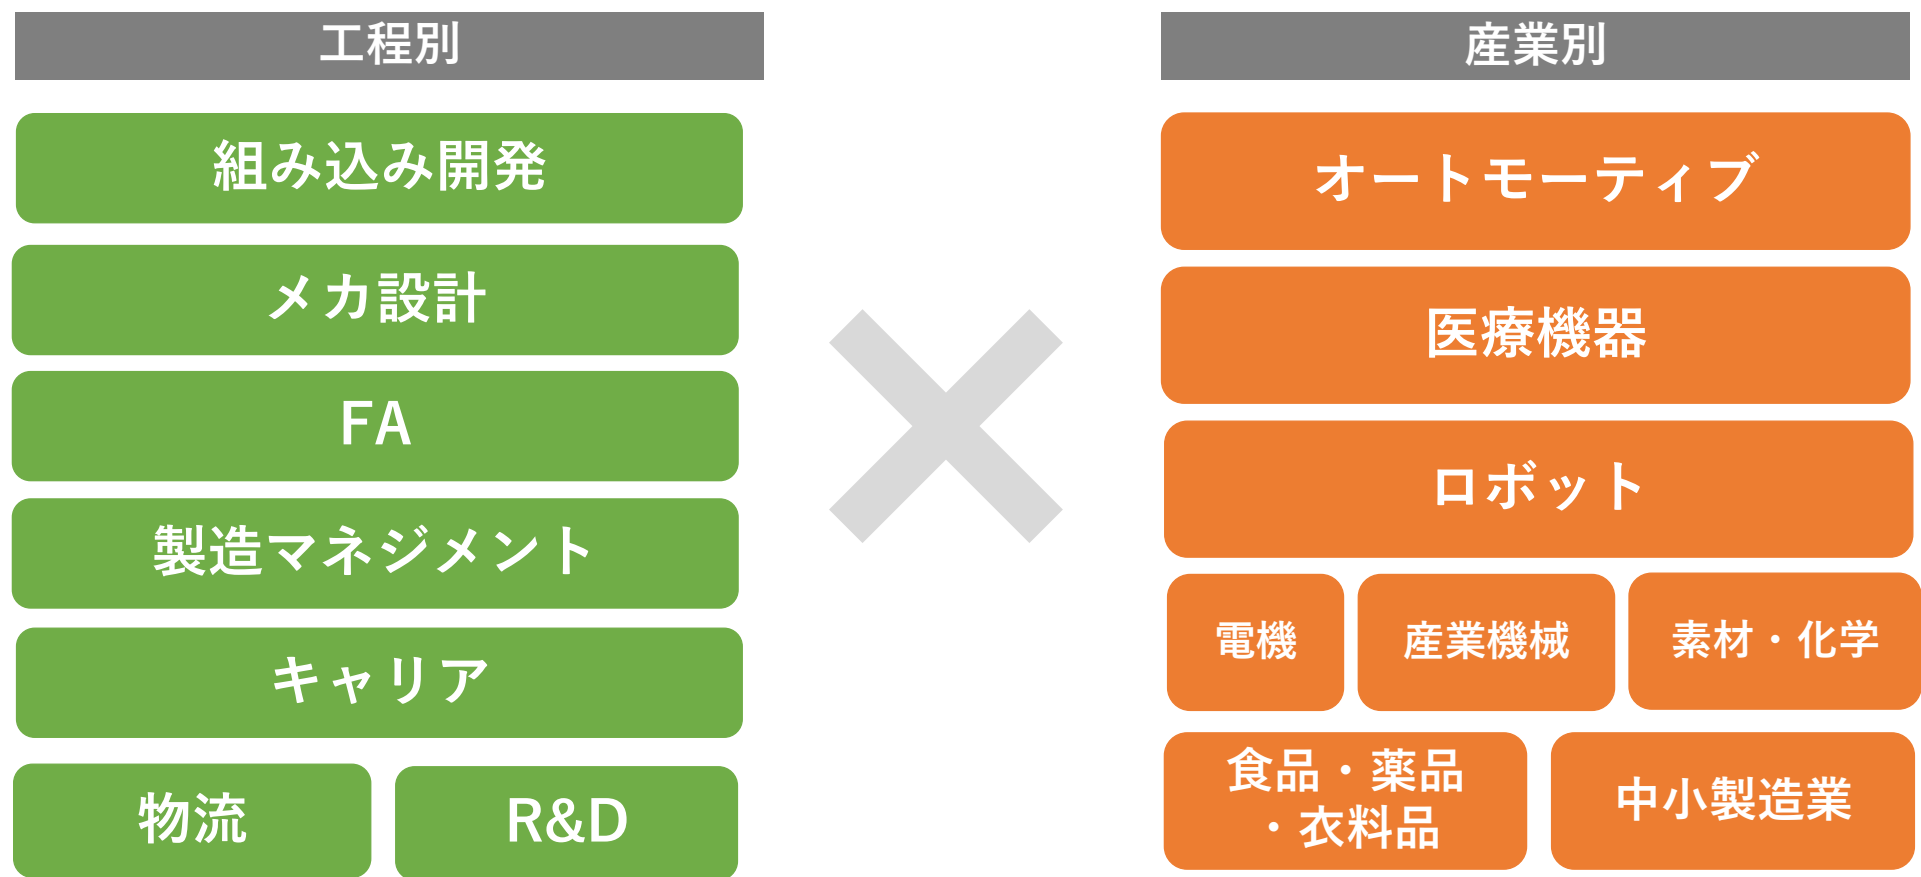 工程別
組み込み開発
メカ設計
FA
製造マネジメント
キャリア
物流
R&D
産業別
オートモーティブ
医療機器
ロボット
電機
産業機械
素材・化学
食品・薬品
・衣料品
中小製造業